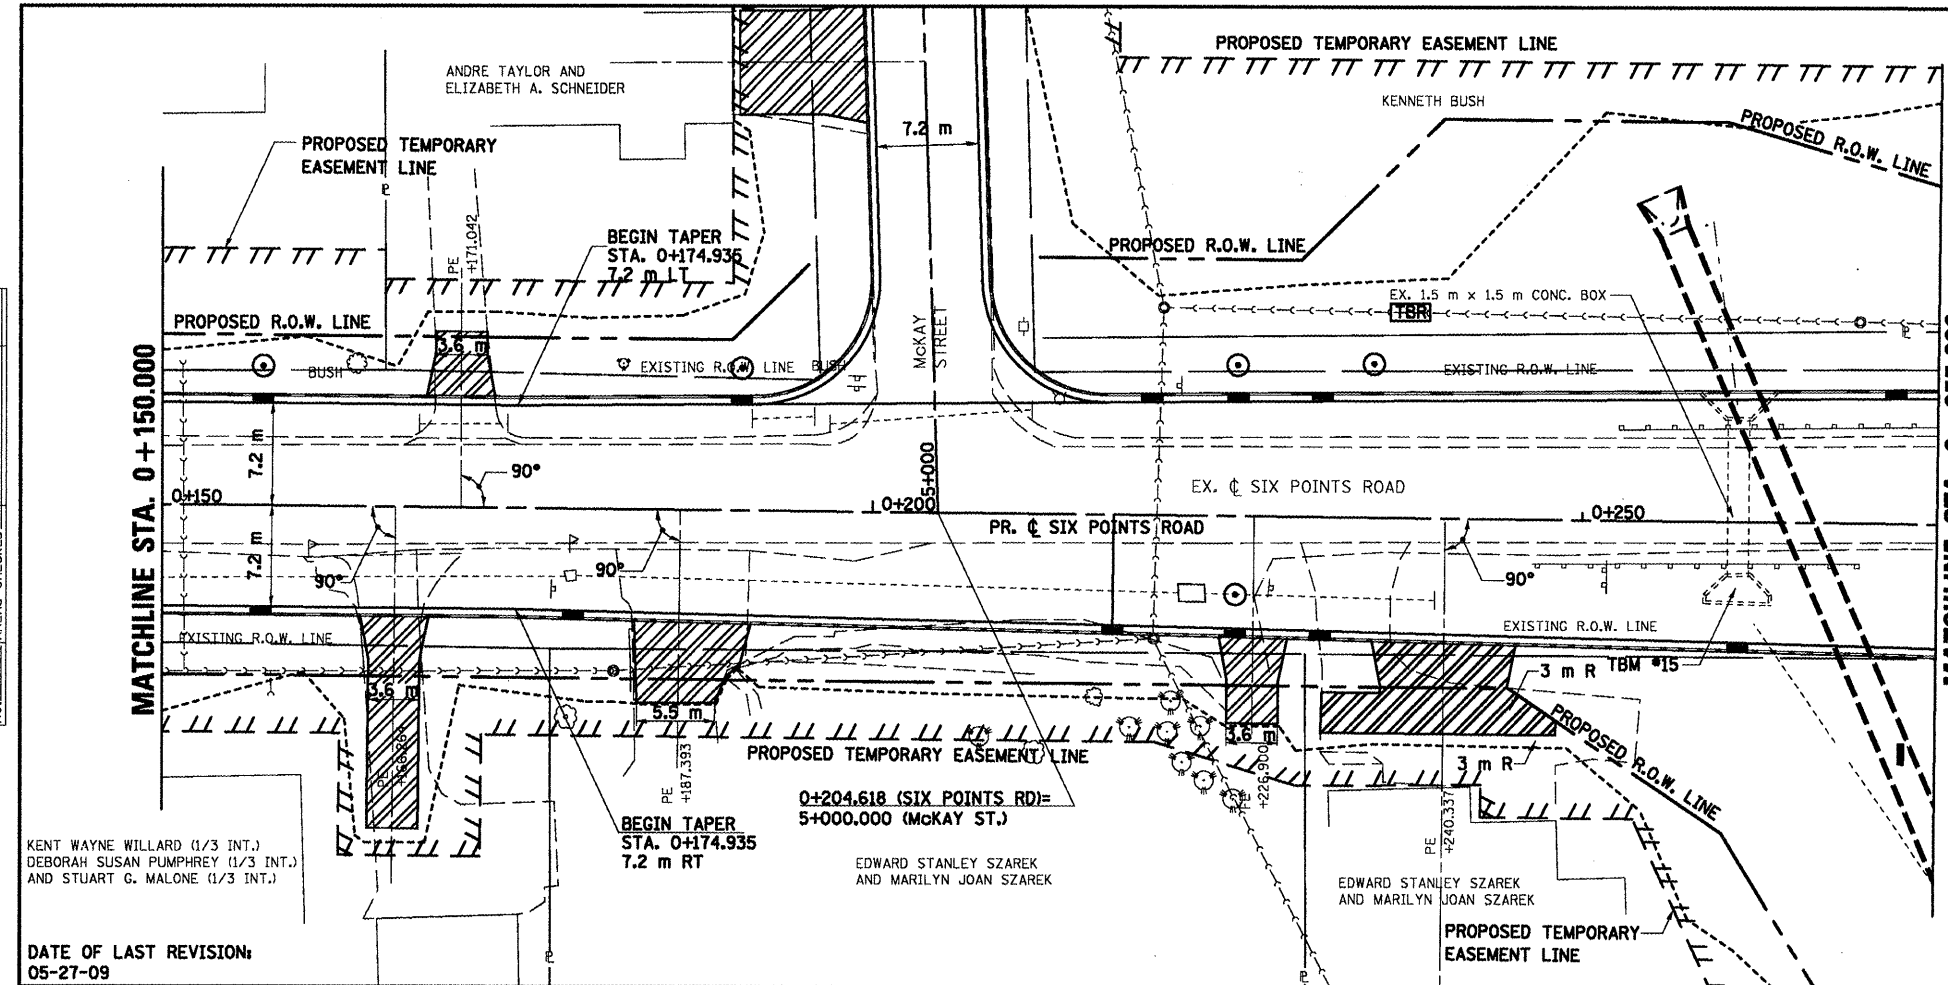 PROPOSED TEMPORARY EASEMENT LINE
ANDRE TAYLOR AND
ELIZABETH A. SCHNEIDER
KENNETH BUSH
7.2 m
PROPOSED R.O.W. LINE
PROPOSED TEMPORARY
EASEMENT LINE
PE
+171.042
BEGIN TAPER
STA. 0+174.935
7.2 m LT
PROPOSED R.O.W. LINE
EX. 1.5 m x 1.5 m CONC. BOX
TBR
PROPOSED R.O.W. LINE
3.6 m
McKAY
STREET
BUSH
EXISTING R.O.W. LINE
BUSH
EXISTING R.O.W. LINE
MATCHLINE STA. 0+150.000
7.2 m
90°
5+000
EX. ℄ SIX POINTS ROAD
0+150
0+200
0+250
PR. ℄ SIX POINTS ROAD
7.2 m
90°
90°
90°
EXISTING R.O.W. LINE
EXISTING R.O.W. LINE
3 m R
TBM #15
3.6 m
5.5 m
PROPOSED R.O.W. LINE
3.6 m
PROPOSED TEMPORARY EASEMENT LINE
3 m R
PE
PE
+187.393
+226.900
0+204.618 (SIX POINTS RD)=
5+000.000 (McKAY ST.)
PE
+240.337
BEGIN TAPER
STA. 0+174.935
7.2 m RT
KENT WAYNE WILLARD (1/3 INT.)
DEBORAH SUSAN PUMPHREY (1/3 INT.)
AND STUART G. MALONE (1/3 INT.)
EDWARD STANLEY SZAREK
AND MARILYN JOAN SZAREK
EDWARD STANLEY SZAREK
AND MARILYN JOAN SZAREK
PROPOSED TEMPORARY
EASEMENT LINE
DATE OF LAST REVISION:
05-27-09